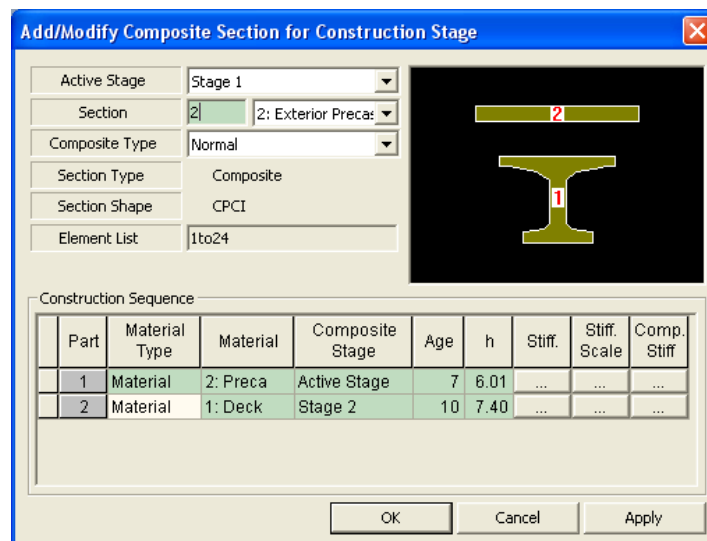 Add/Modify Composite Section for Construction Stage
Active Stage Stage 1
Section 2 2: Exterior Precas
Composite Type Normal
Section Type Composite
Section Shape CPCI
Element List 1to24
2
1
Construction Sequence
Part Material Type Material Composite Stage Age h Stiff. Stiff. Scale Comp. Stiff
1 Material 2: Preca Active Stage 7 6.01 ... ... ...
2 Material 1: Deck Stage 2 10 7.40 ... ... ...
OK Cancel Apply